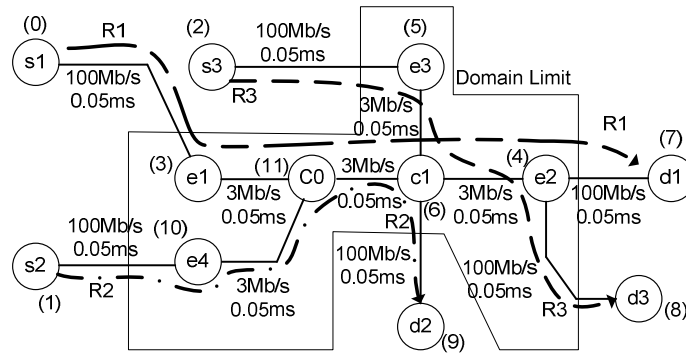 (0)
(2)
(5)
R1
s1
s3
100Mb/s
0.05ms
e3
100Mb/s
0.05ms
R3
Domain Limit
3Mb/s
0.05ms
R1
(7)
(3)
(11)
(4)
e1
C0
3Mb/s
0.05ms
c1
e2
d1
3Mb/s
0.05ms
(6)
3Mb/s
0.05ms
100Mb/s
0.05ms
(10)
R2
100Mb/s
0.05ms
s2
e4
R2
3Mb/s
0.05ms
100Mb/s
0.05ms
100Mb/s
0.05ms
(1)
R3
d3
(8)
d2
(9)